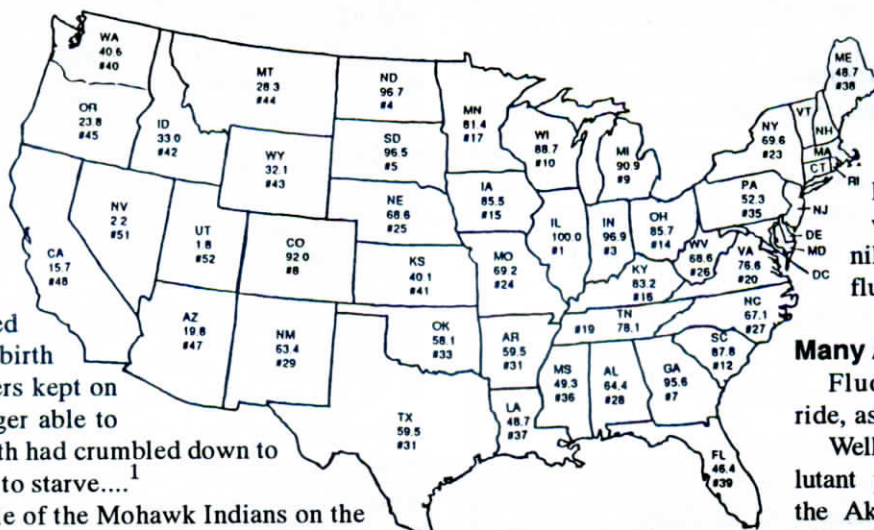 WA
40.6
#40
OR
23.8
#45
ID
33.0
#42
MT
28.3
#44
WY
32.1
#43
ND
96.7
#4
SD
96.5
#5
NE
68.6
#25
KS
40.1
#41
MN
81.4
#17
IA
85.5
#15
MO
69.2
#24
WI
88.7
#10
MI
90.9
#9
IL
100.0
#1
IN
96.9
#3
OH
85.7
#14
KY
83.2
#16
WV
68.6
#26
VA
76.6
#20
PA
52.3
#35
NY
69.6
#23
ME
48.7
#38
VT
NH
MA
CT
RI
NJ
DE
MD
DC
CA
15.7
#48
NV
2.2
#51
UT
1.8
#52
CO
92.0
#8
AZ
19.8
#47
NM
63.4
#29
OK
58.1
#33
TX
59.5
#31
AR
59.5
#31
LA
48.7
#37
MS
49.3
#36
AL
64.4
#28
#19
TN
78.1
NC
67.1
#27
SC
87.8
#12
GA
95.6
#7
FL
46.4
#39
ed
birth
ers kept on
ger able to
th had crumbled down to
to starve....1
le of the Mohawk Indians on the
nil
flu
Many
Fluo
ride, as
Well
lutant
the Ak